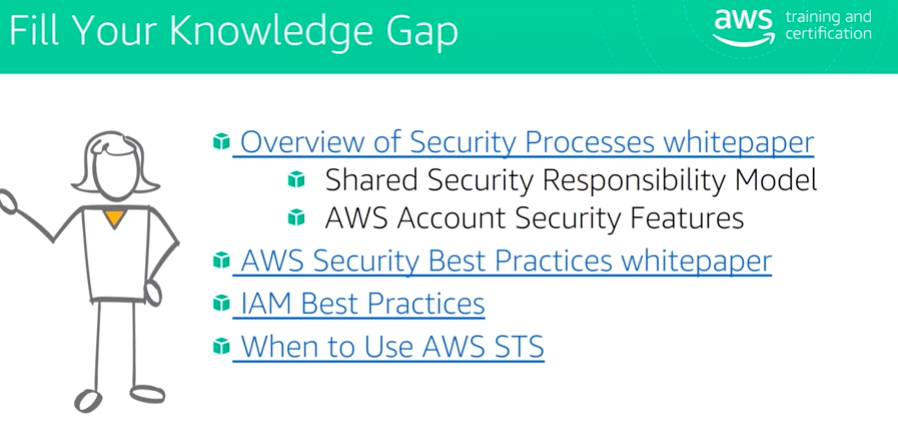 Fill Your Knowledge Gap
aws training and
certification
Overview of Security Processes whitepaper
Shared Security Responsibility Model
AWS Account Security Features
AWS Security Best Practices whitepaper
IAM Best Practices
When to Use AWS STS